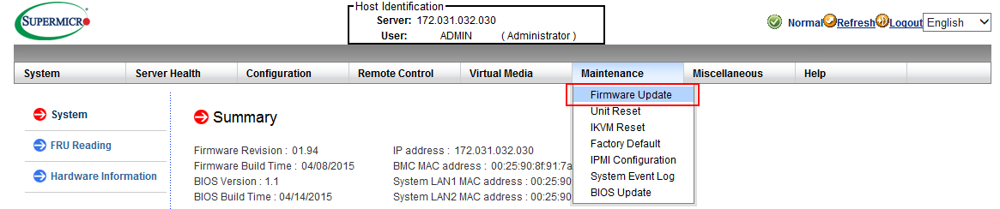 SUPERMICRO
Host Identification
Server: 172.031.032.030
User: ADMIN ( Administrator )
Normal Refresh Logout English
System Server Health Configuration Remote Control Virtual Media Maintenance Miscellaneous Help
Firmware Update
Unit Reset
IKVM Reset
Factory Default
IPMI Configuration
System Event Log
BIOS Update
System
FRU Reading
Hardware Information
Summary
Firmware Revision : 01.94 IP address : 172.031.032.030
Firmware Build Time : 04/08/2015 BMC MAC address : 00:25:90:8f:91:7a
BIOS Version : 1.1 System LAN1 MAC address : 00:25:90
BIOS Build Time : 04/14/2015 System LAN2 MAC address : 00:25:90